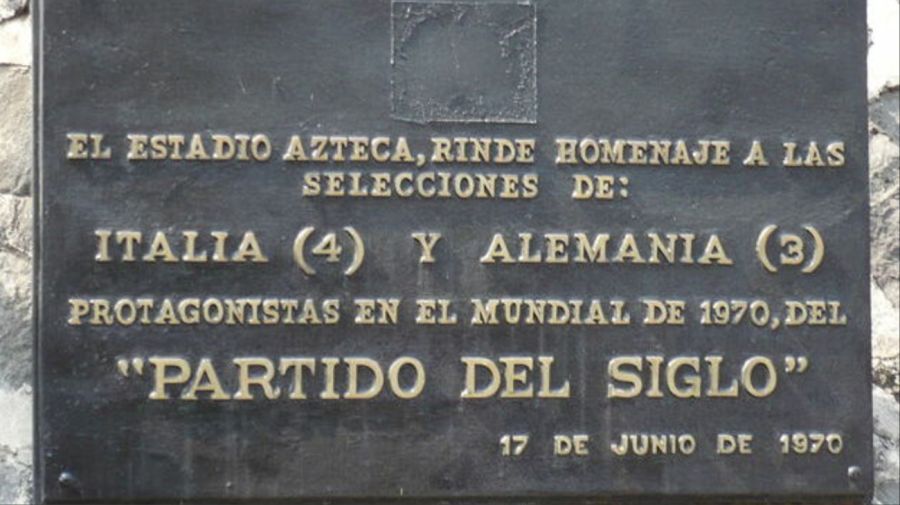 EL ESTADIO AZTECA, RINDE HOMENAJE A LAS
SELECCIONES DE:
ITALIA (4) Y ALEMANIA (3)
PROTAGONISTAS EN EL MUNDIAL DE 1970, DEL
"PARTIDO DEL SIGLO"
17 DE JUNIO DE 1970